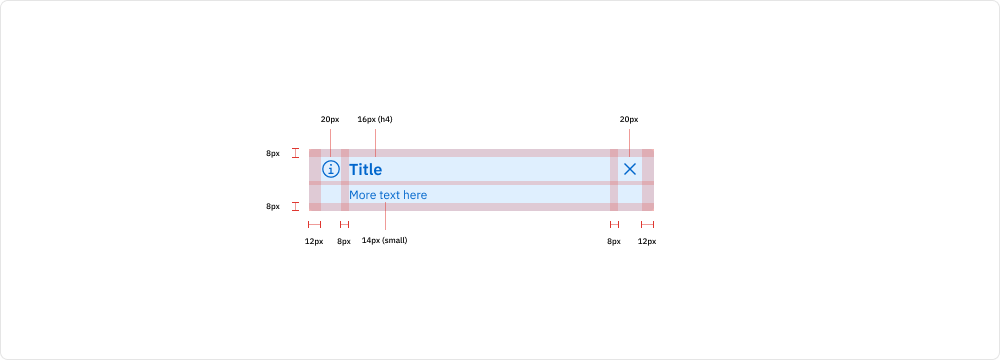 20px
16px (h4)
20px
8px
Title
More text here
8px
12px
8px
14px (small)
8px
12px